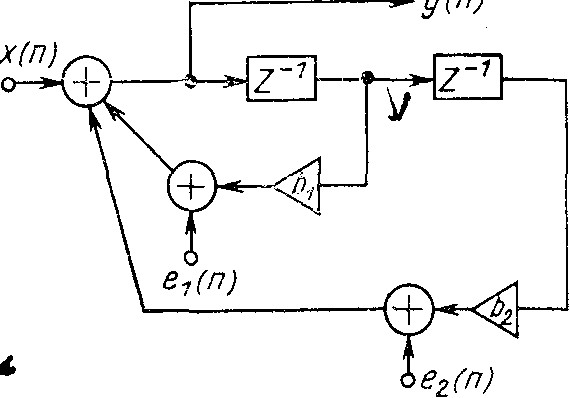 y(n)
x(n)
z⁻¹
z⁻¹
b₁
e₁(n)
b₂
e₂(n)